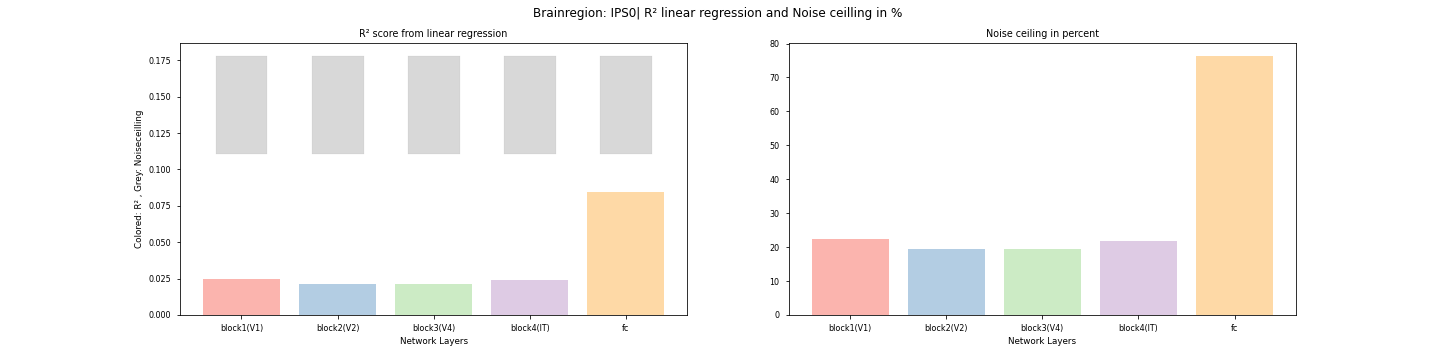 Brainregion: IPS0| R² linear regression and Noise ceilling in %
R² score from linear regression
Colored: R² , Grey: Noiseceilling
0.175
0.150
0.125
0.100
0.075
0.050
0.025
0.000
block1(V1) block2(V2) block3(V4) block4(IT) fc
Network Layers
Noise ceiling in percent
80
70
60
50
40
30
20
10
0
block1(V1) block2(V2) block3(V4) block4(IT) fc
Network Layers